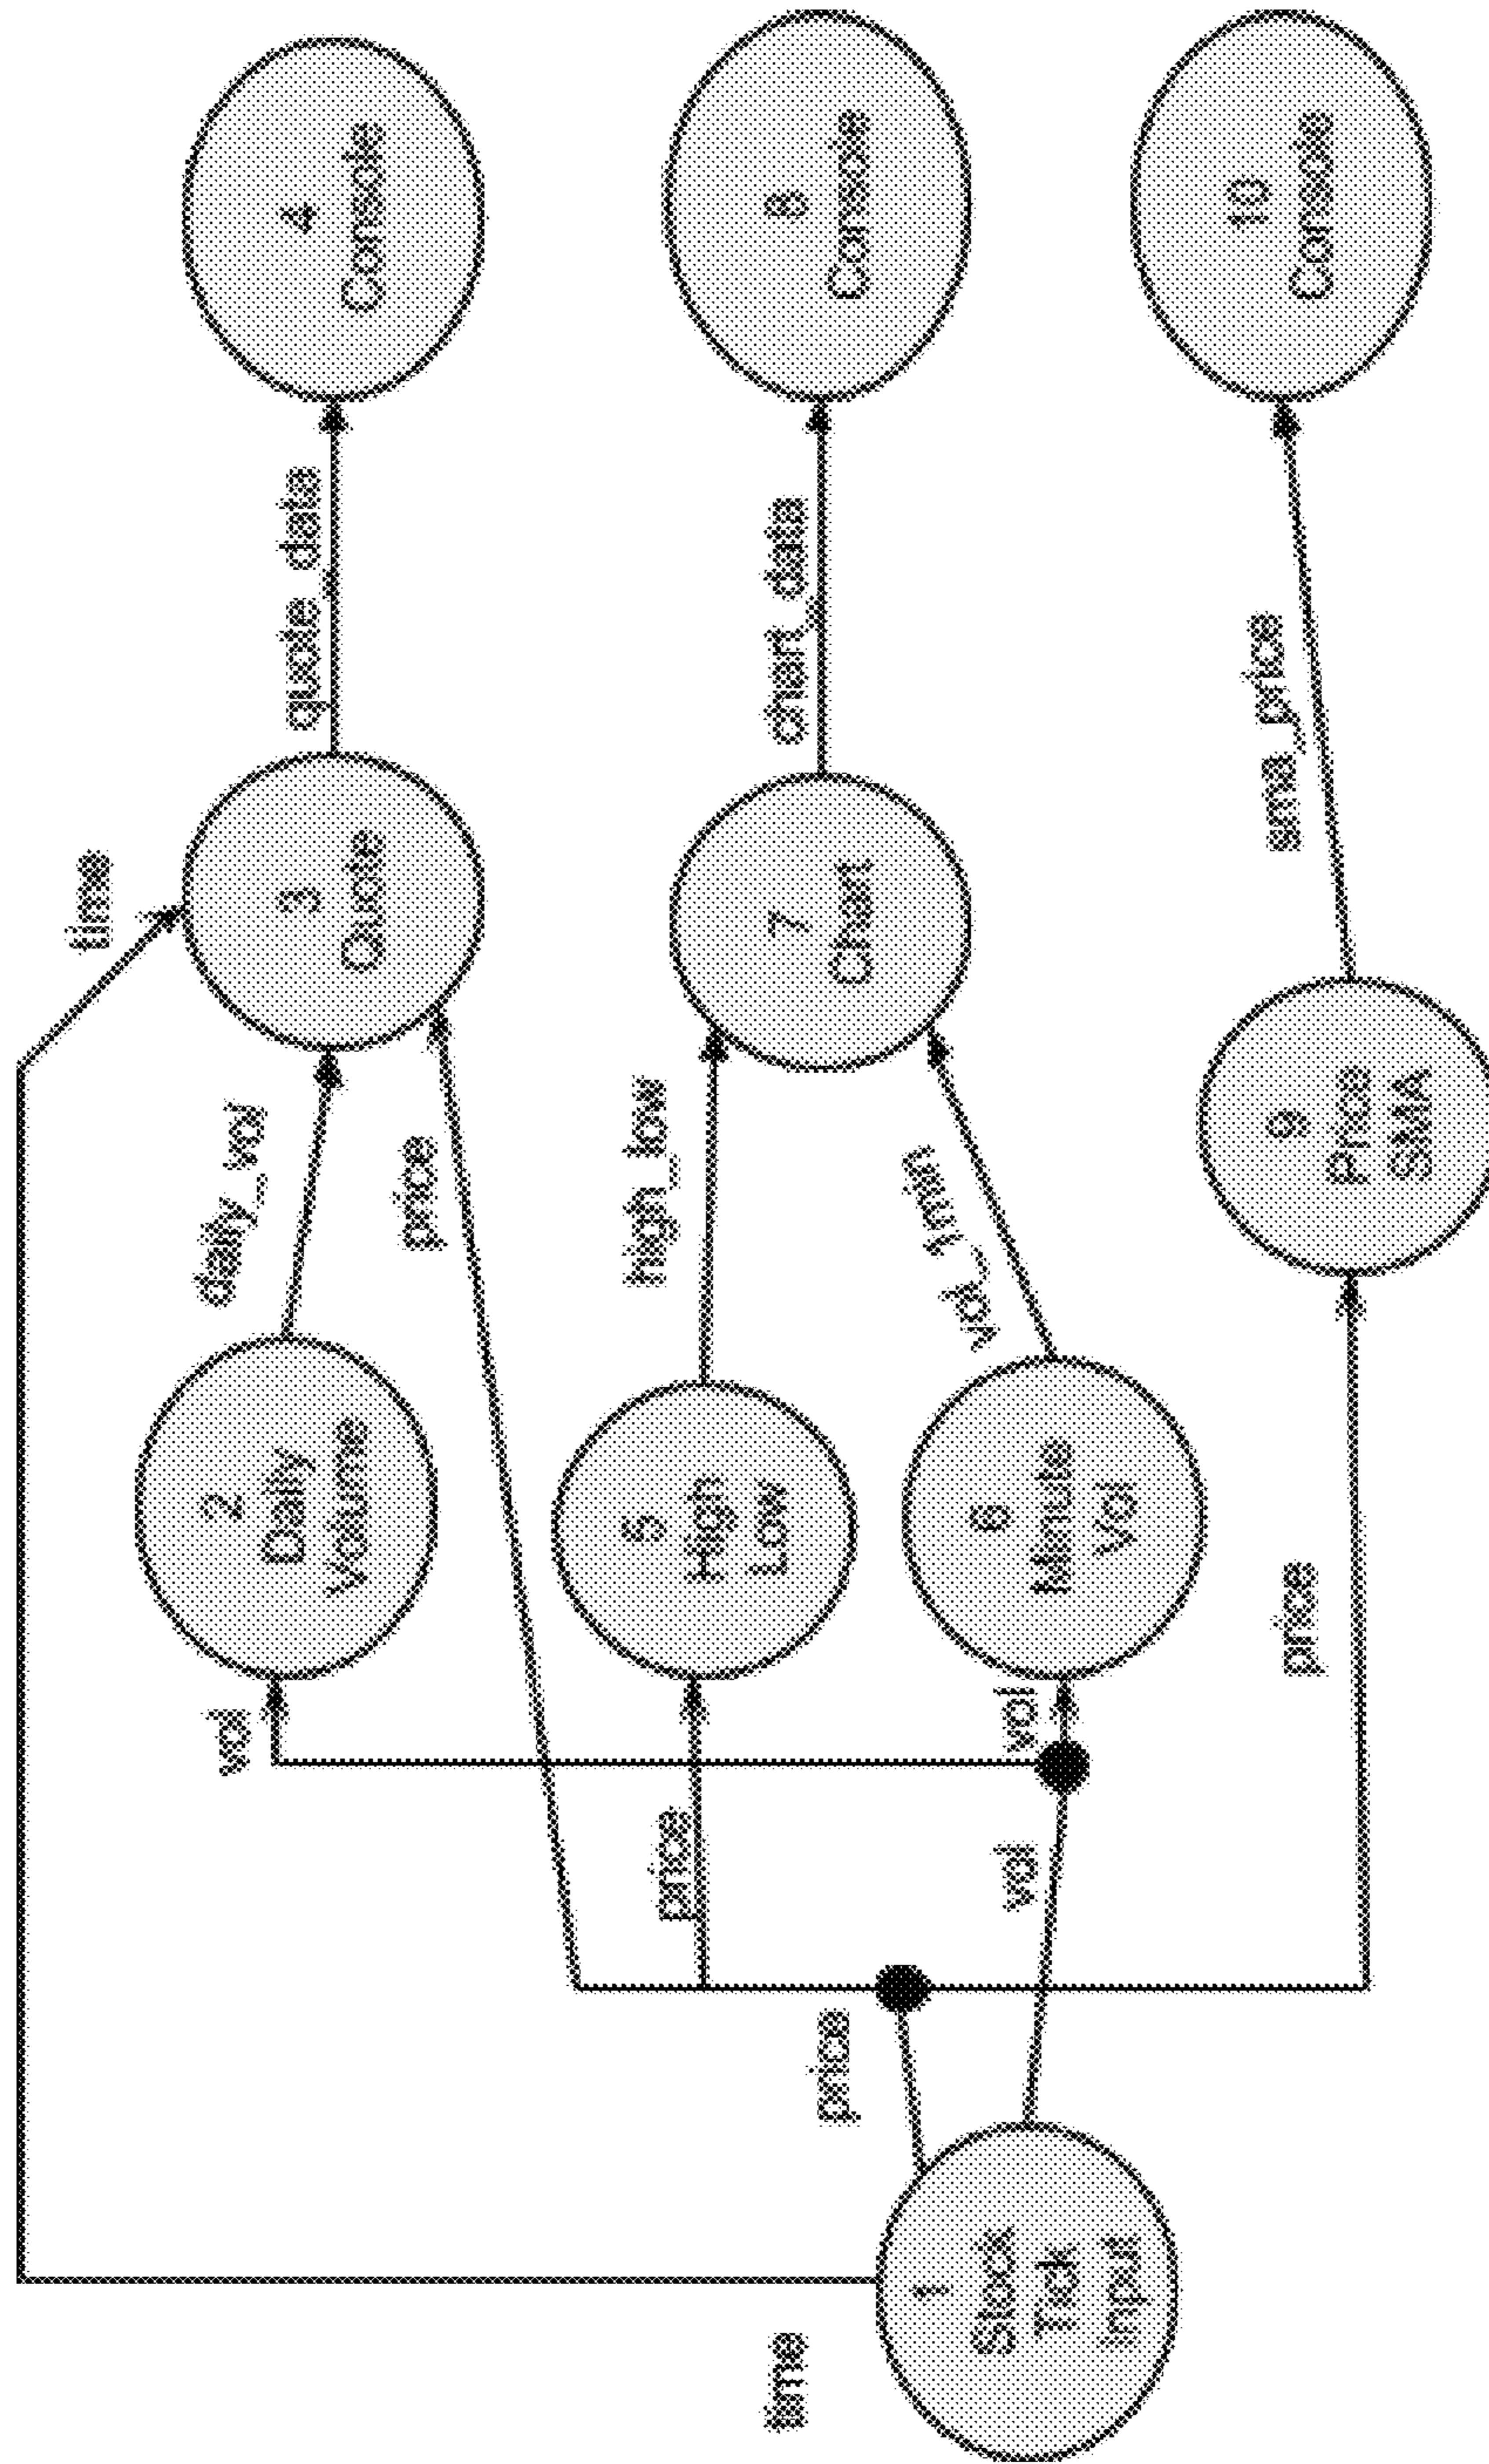 time
1
Stock
Tick
input
price
vol
vol
2
Daily
Volume
price
5
High
Low
vol
6
Minute
Vol
price
daily_vol
price
time
3
Quote
high_low
vol_1min
7
Chart
9
Price
SMA
quote_data
4
Console
chart_data
8
Console
sma_price
10
Console